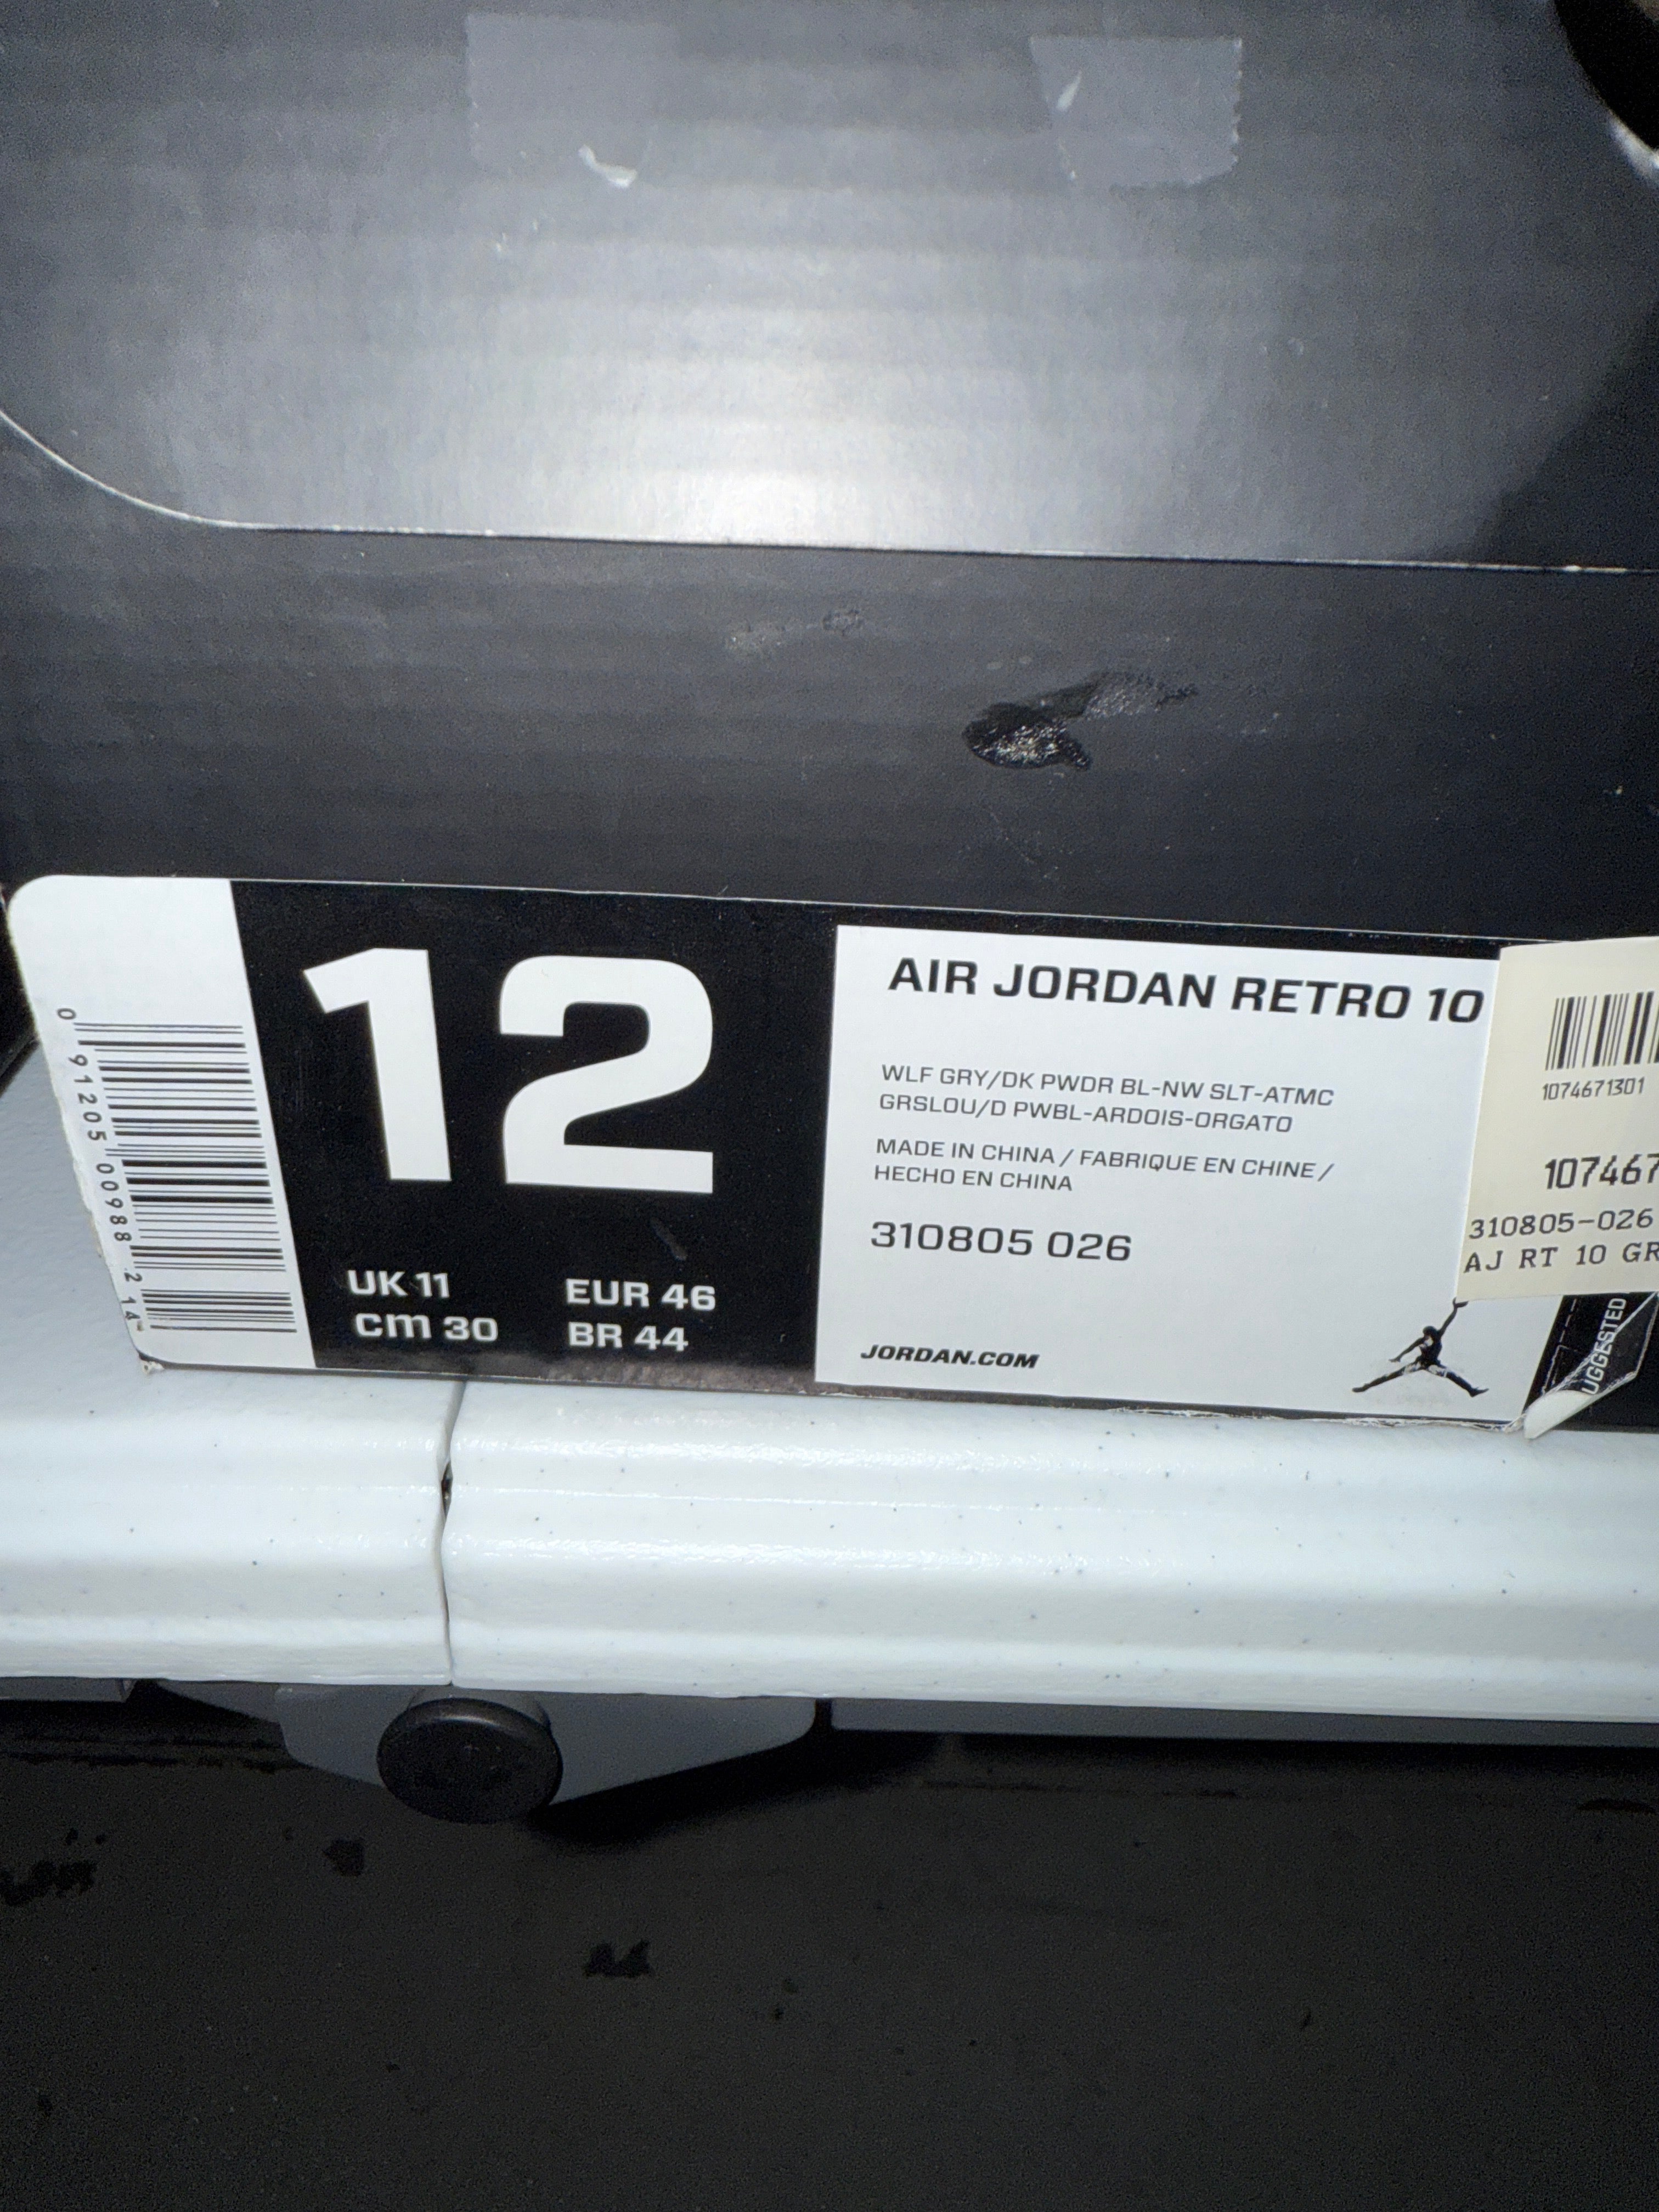 0 91205 00988 2 14
12
UK 11 EUR 46
cm 30 BR 44
AIR JORDAN RETRO 10
WLF GRY/DK PWDR BL-NW SLT-ATMC
GRSLOU/D PWBL-ARDOIS-ORGATO
MADE IN CHINA / FABRIQUE EN CHINE /
HECHO EN CHINA
310805 026
JORDAN.COM
1074671301
107467
310805-026
AJ RT 10 GR
UGGESTED